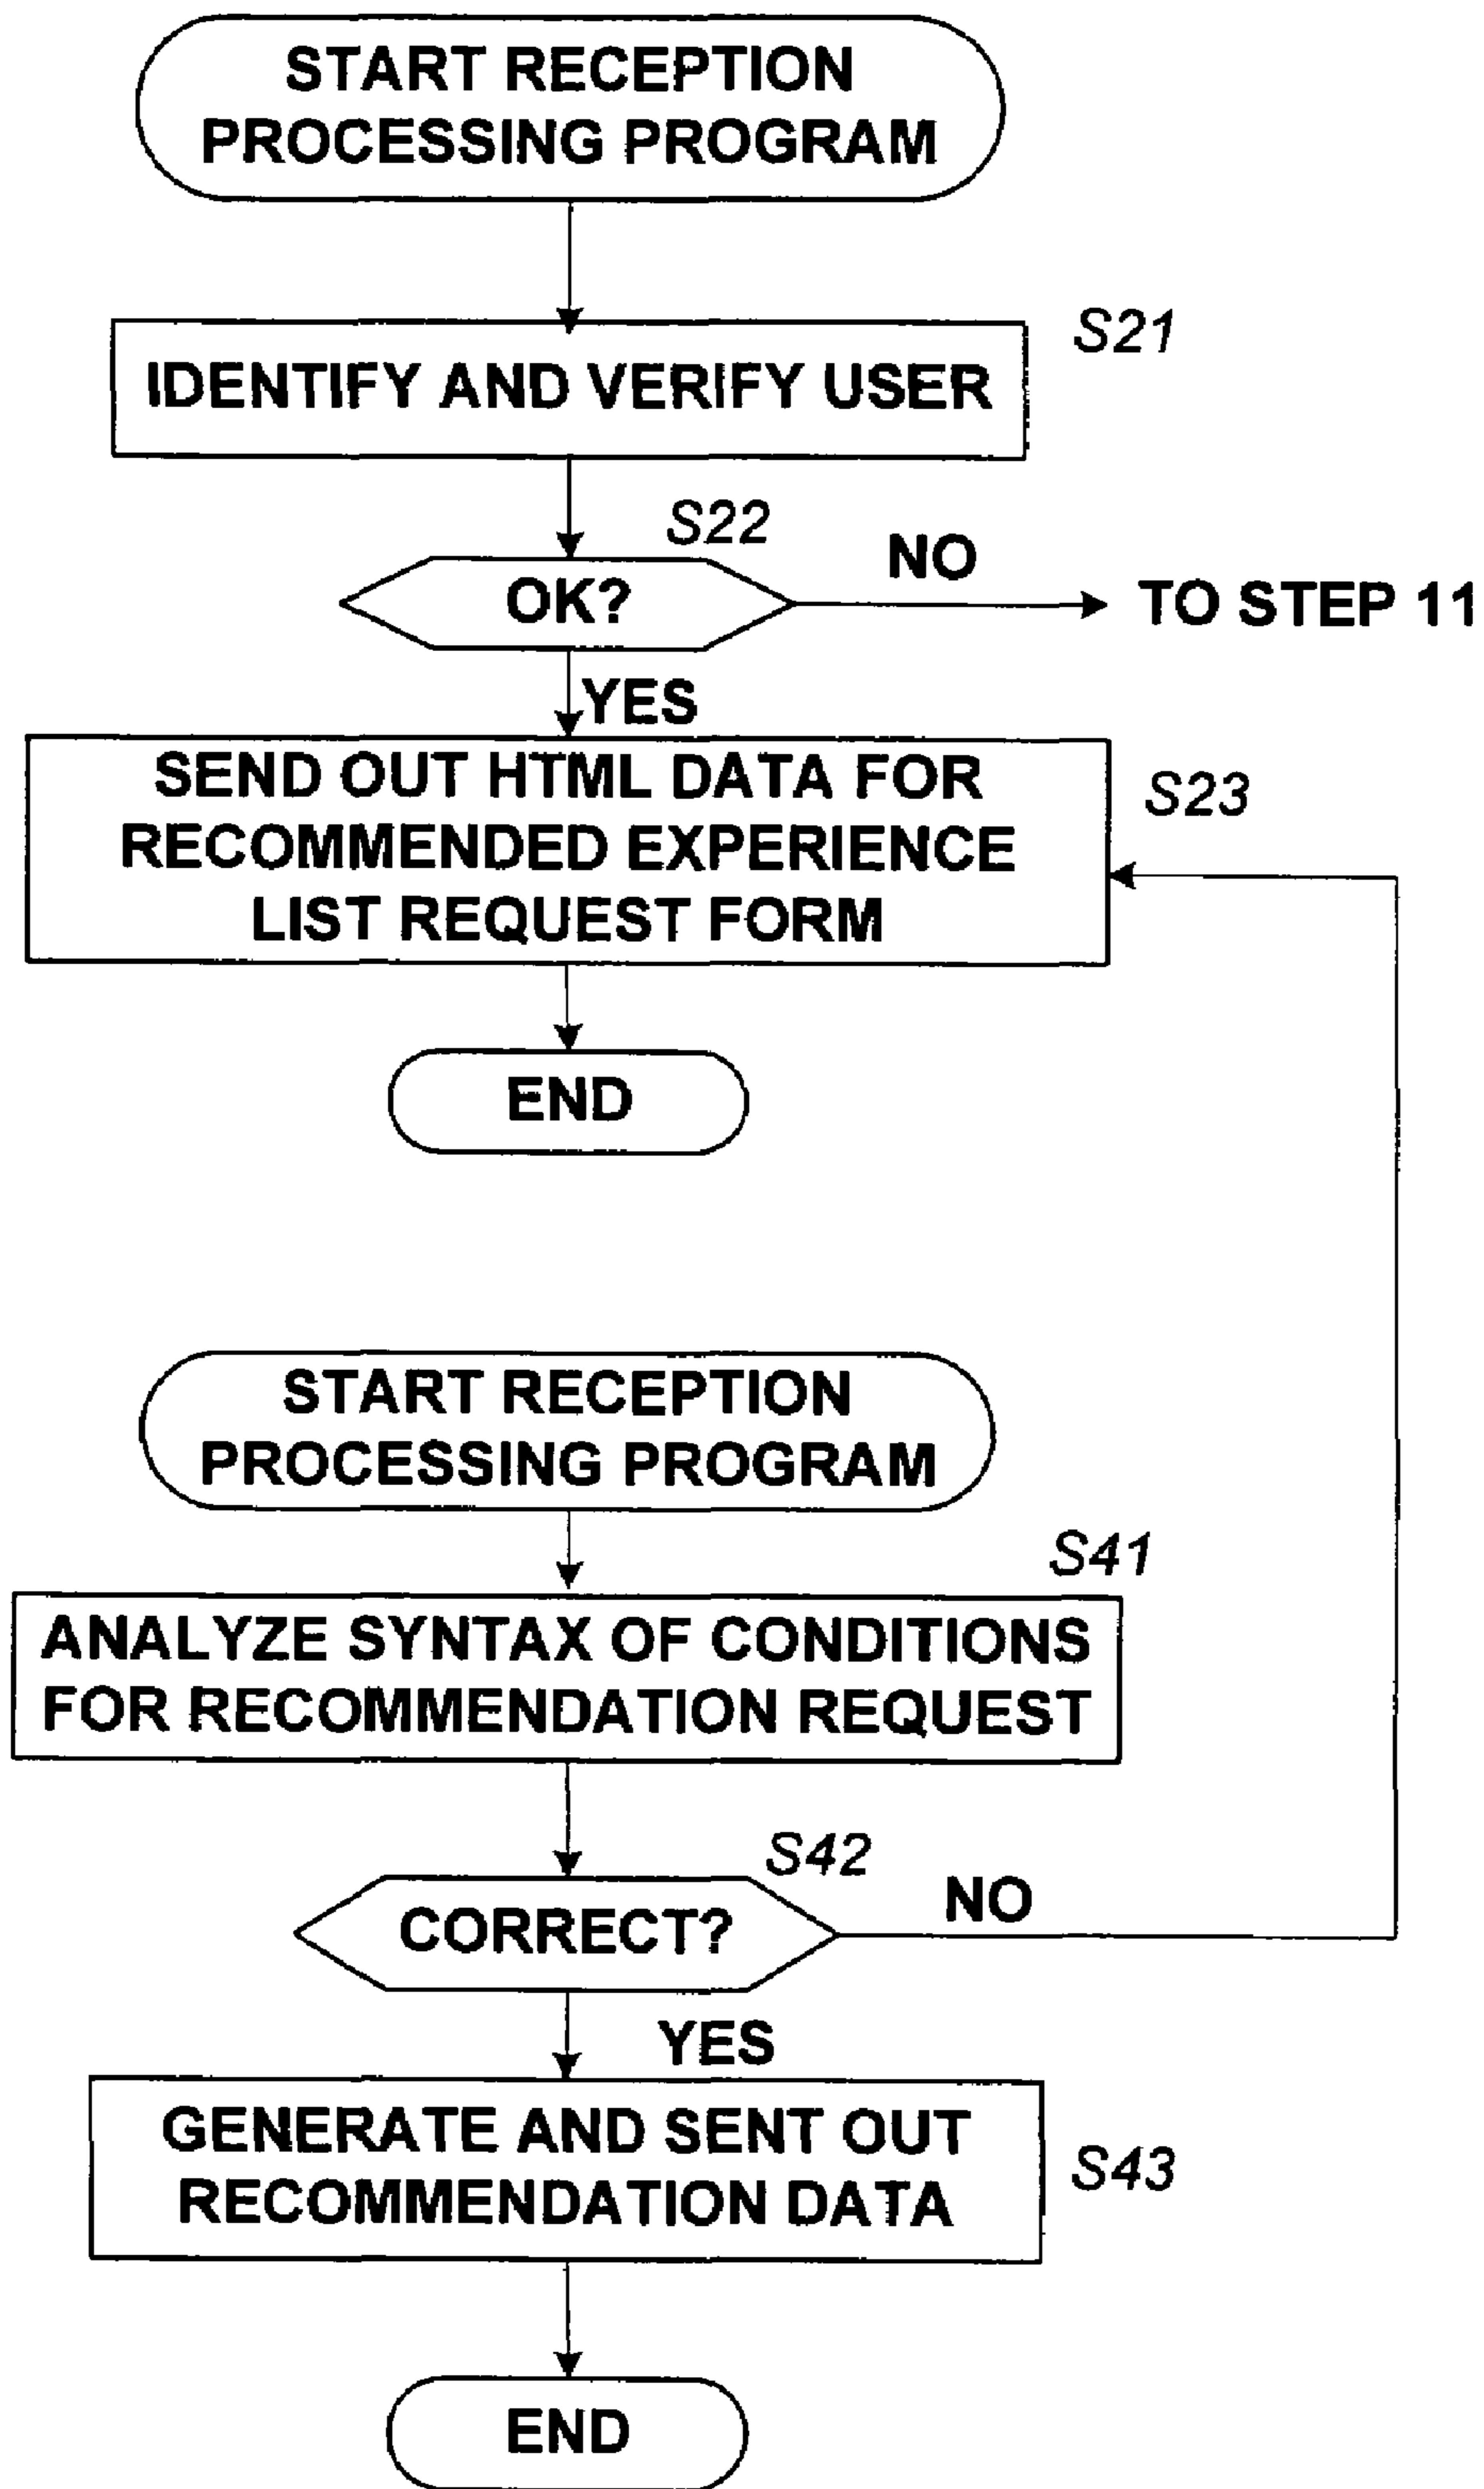 START RECEPTION
PROCESSING PROGRAM
S21
IDENTIFY AND VERIFY USER
S22
NO
OK?
TO STEP 11
YES
SEND OUT HTML DATA FOR
RECOMMENDED EXPERIENCE
LIST REQUEST FORM
S23
END
START RECEPTION
PROCESSING PROGRAM
S41
ANALYZE SYNTAX OF CONDITIONS
FOR RECOMMENDATION REQUEST
S42
NO
CORRECT?
YES
GENERATE AND SENT OUT
RECOMMENDATION DATA
S43
END